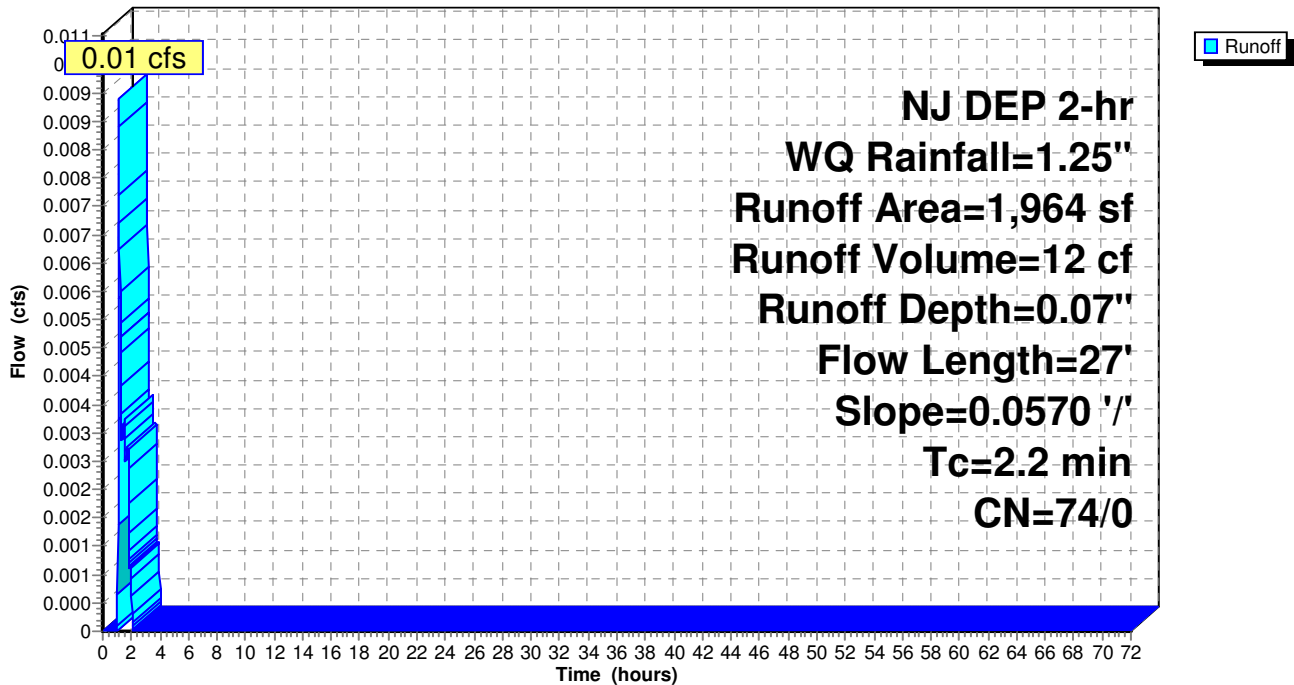 0.011
0.01 cfs
0.009
0.009
0.008
0.008
0.007
0.007
0.006
0.006
0.005
0.005
0.004
0.004
0.003
0.003
0.002
0.002
0.001
0.001
0.000
0
Flow (cfs)
Runoff
NJ DEP 2-hr
WQ Rainfall=1.25"
Runoff Area=1,964 sf
Runoff Volume=12 cf
Runoff Depth=0.07"
Flow Length=27'
Slope=0.0570 '/'
Tc=2.2 min
CN=74/0
0 2 4 6 8 10 12 14 16 18 20 22 24 26 28 30 32 34 36 38 40 42 44 46 48 50 52 54 56 58 60 62 64 66 68 70 72
Time (hours)